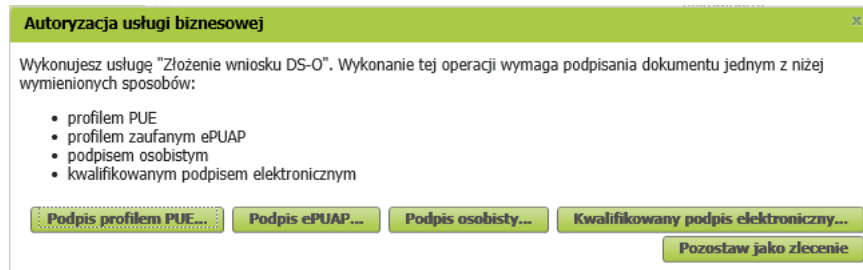 Autoryzacja usługi biznesowej x
Wykonujesz usługę "Złożenie wniosku DS-O". Wykonanie tej operacji wymaga podpisania dokumentu jednym z niżej
wymienionych sposobów:
• profilem PUE
• profilem zaufanym ePUAP
• podpisem osobistym
• kwalifikowanym podpisem elektronicznym
Podpis profilem PUE... Podpis ePUAP... Podpis osobisty... Kwalifikowany podpis elektroniczny...
Pozostaw jako zlecenie